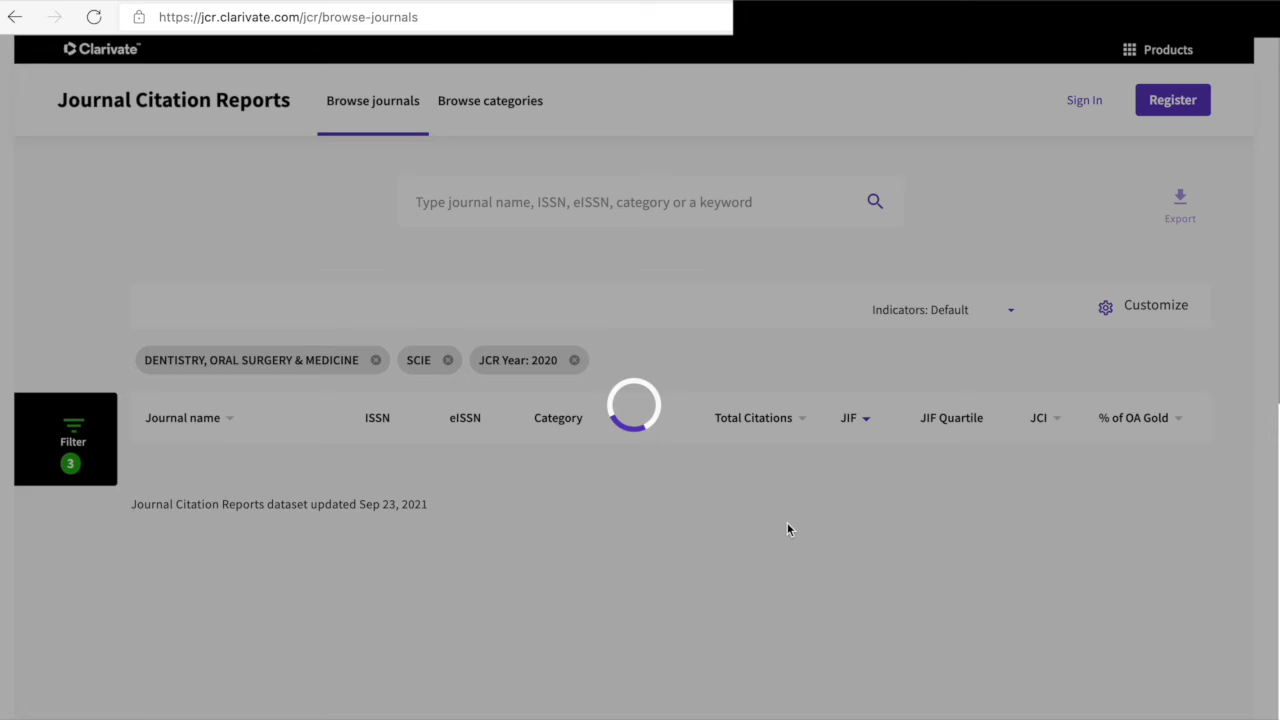 https://jcr.clarivate.com/jcr/browse-journals
Clarivate™
Products
Journal Citation Reports
Browse journals
Browse categories
Sign In
Register
Type journal name, ISSN, eISSN, category or a keyword
Export
Indicators: Default
Customize
DENTISTRY, ORAL SURGERY & MEDICINE
SCIE
JCR Year: 2020
Filter
3
Journal name
ISSN
eISSN
Category
Total Citations
JIF
JIF Quartile
JCI
% of OA Gold
Journal Citation Reports dataset updated Sep 23, 2021